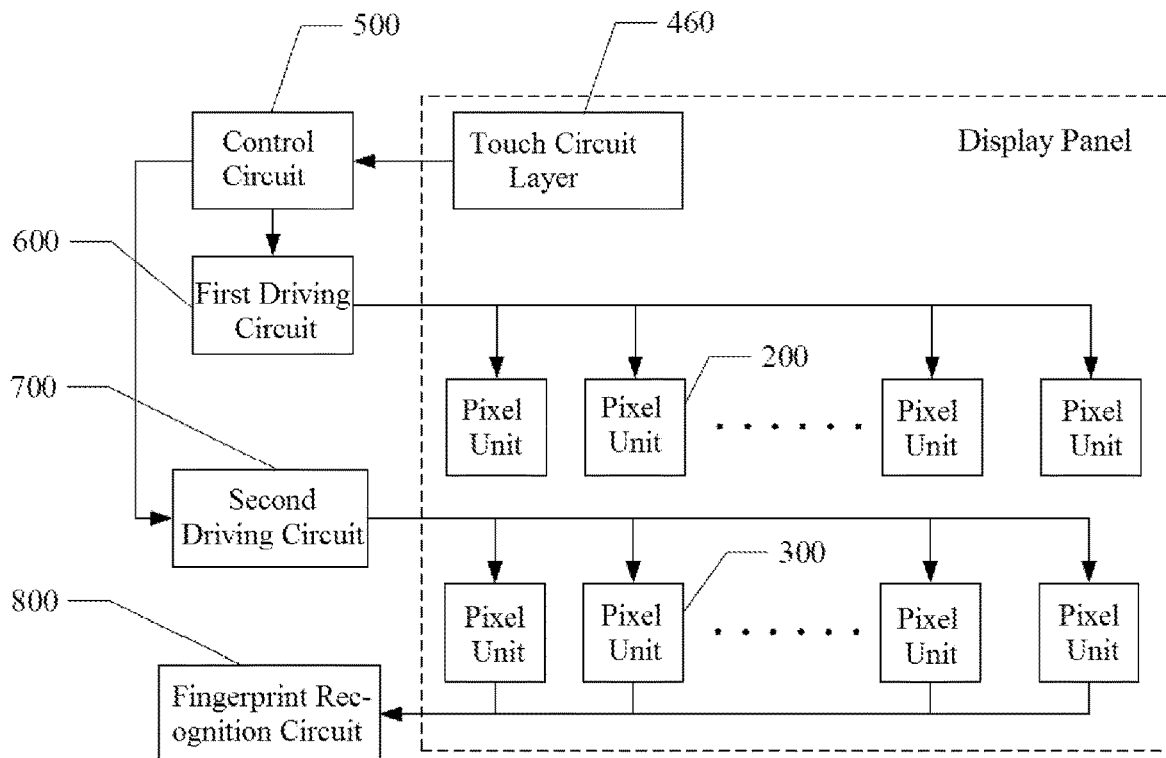 500
460
Control
Circuit
Touch Circuit
Layer
Display Panel
600
First Driving
Circuit
200
700
Pixel
Unit
Pixel
Unit
Pixel
Unit
Pixel
Unit
Second
Driving Circuit
300
800
Pixel
Unit
Pixel
Unit
Pixel
Unit
Pixel
Unit
Fingerprint Rec-
ognition Circuit